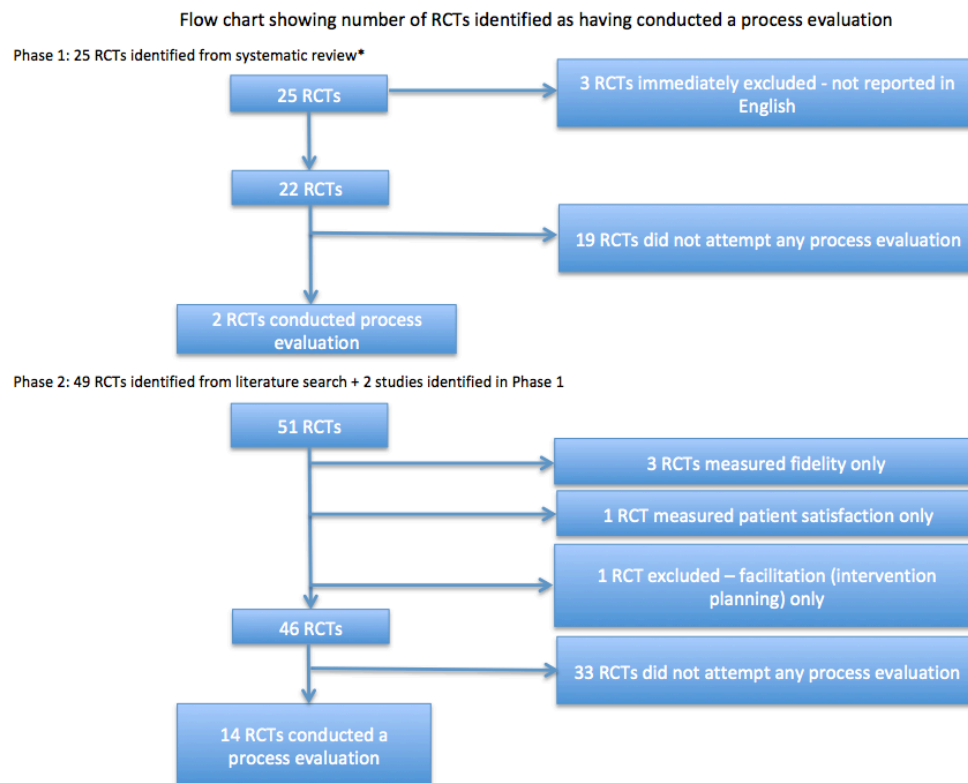 Flow chart showing number of RCTs identified as having conducted a process evaluation
Phase 1: 25 RCTs identified from systematic review*
25 RCTs
3 RCTs immediately excluded - not reported in
English
22 RCTs
19 RCTs did not attempt any process evaluation
2 RCTs conducted process
evaluation
Phase 2: 49 RCTs identified from literature search + 2 studies identified in Phase 1
51 RCTs
3 RCTs measured fidelity only
1 RCT measured patient satisfaction only
1 RCT excluded – facilitation (intervention
planning) only
46 RCTs
33 RCTs did not attempt any process evaluation
14 RCTs conducted a
process evaluation